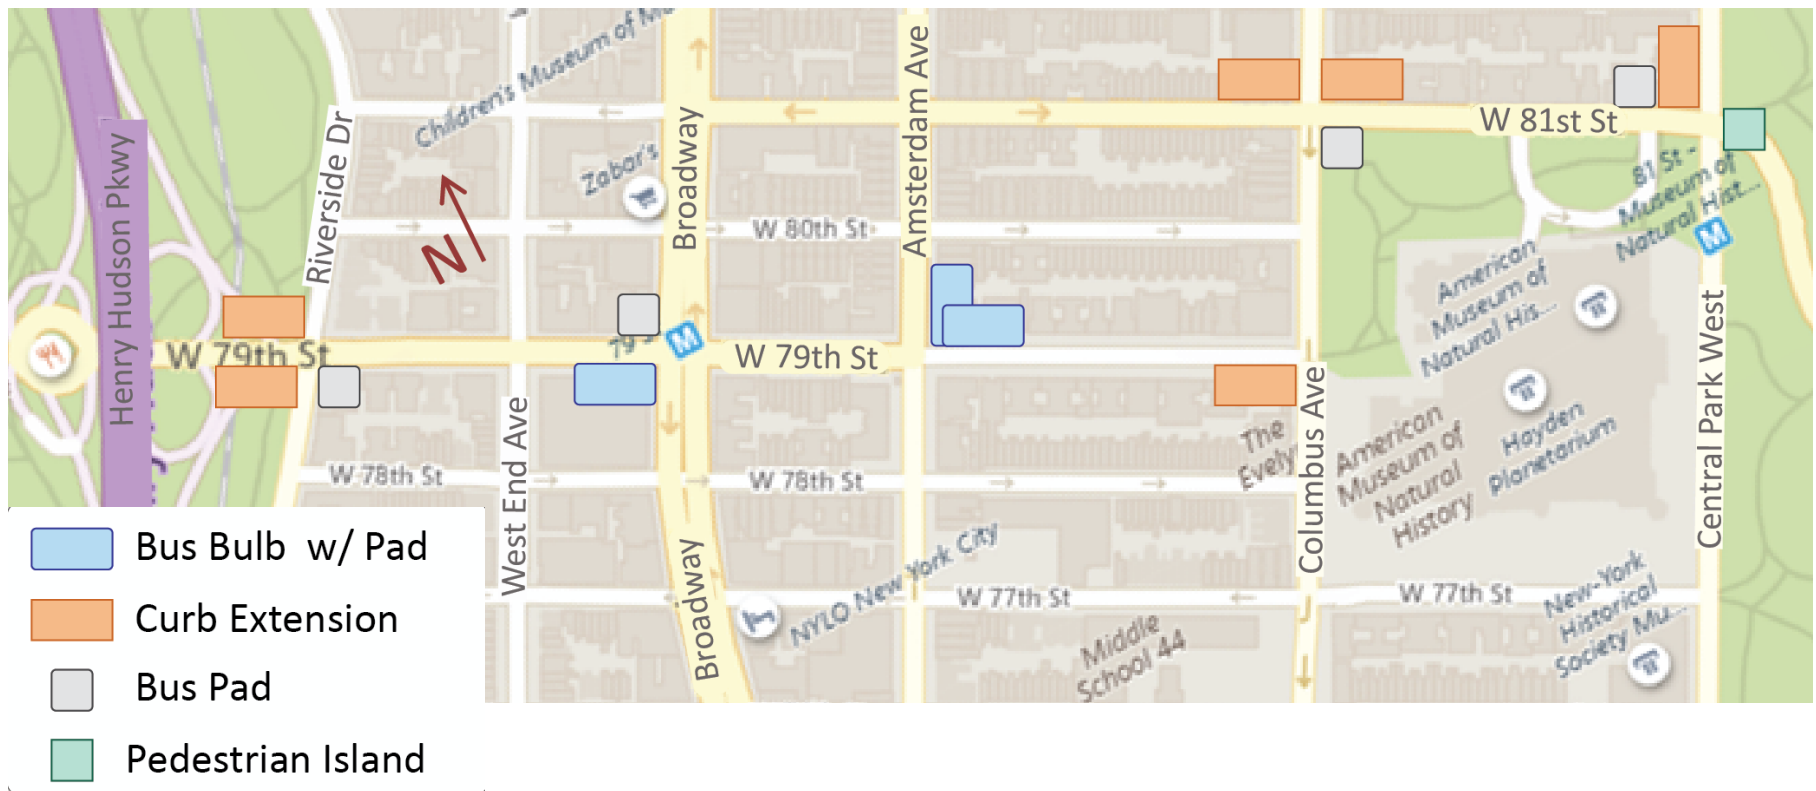 Children's Museum of M
Henry Hudson Pkwy
Riverside Dr
Zabar's
Broadway
Amsterdam Ave
W 81st St
81 St -
Museum of
Natural Hist...
M
N
W 80th St
American
Museum of
Natural His...
79 S
M
W 79th St
W 79th St
Hayden
Planetarium
The
Evely
American
Museum of
Natural
History
Columbus Ave
Central Park West
West End Ave
W 78th St
W 78th St
Broadway
NYLO New York City
W 77th St
W 77th St
New-York
Historical
Society Mu...
Middle
School 44
Bus Bulb w/ Pad
Curb Extension
Bus Pad
Pedestrian Island